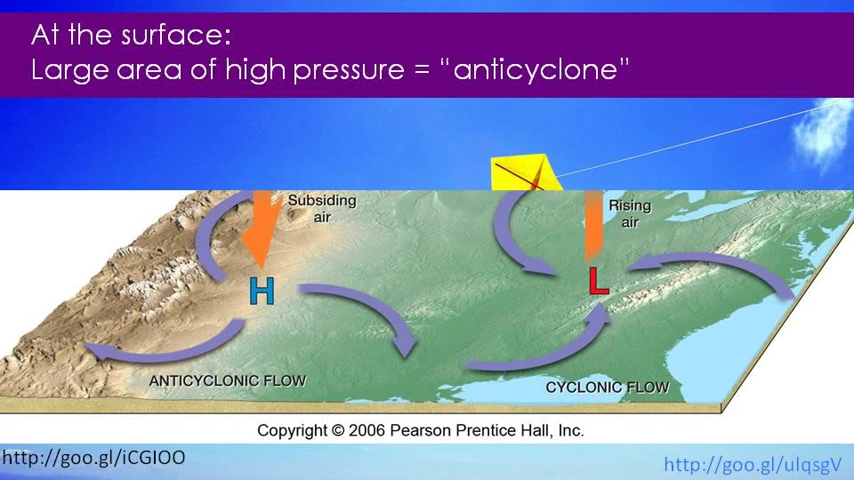 At the surface:
Large area of high pressure = “anticyclone”
Subsiding
air
Rising
air
H
L
ANTICYCLONIC FLOW
CYCLONIC FLOW
Copyright © 2006 Pearson Prentice Hall, Inc.
http://goo.gl/iCGIOO
http://goo.gl/ulqsgV